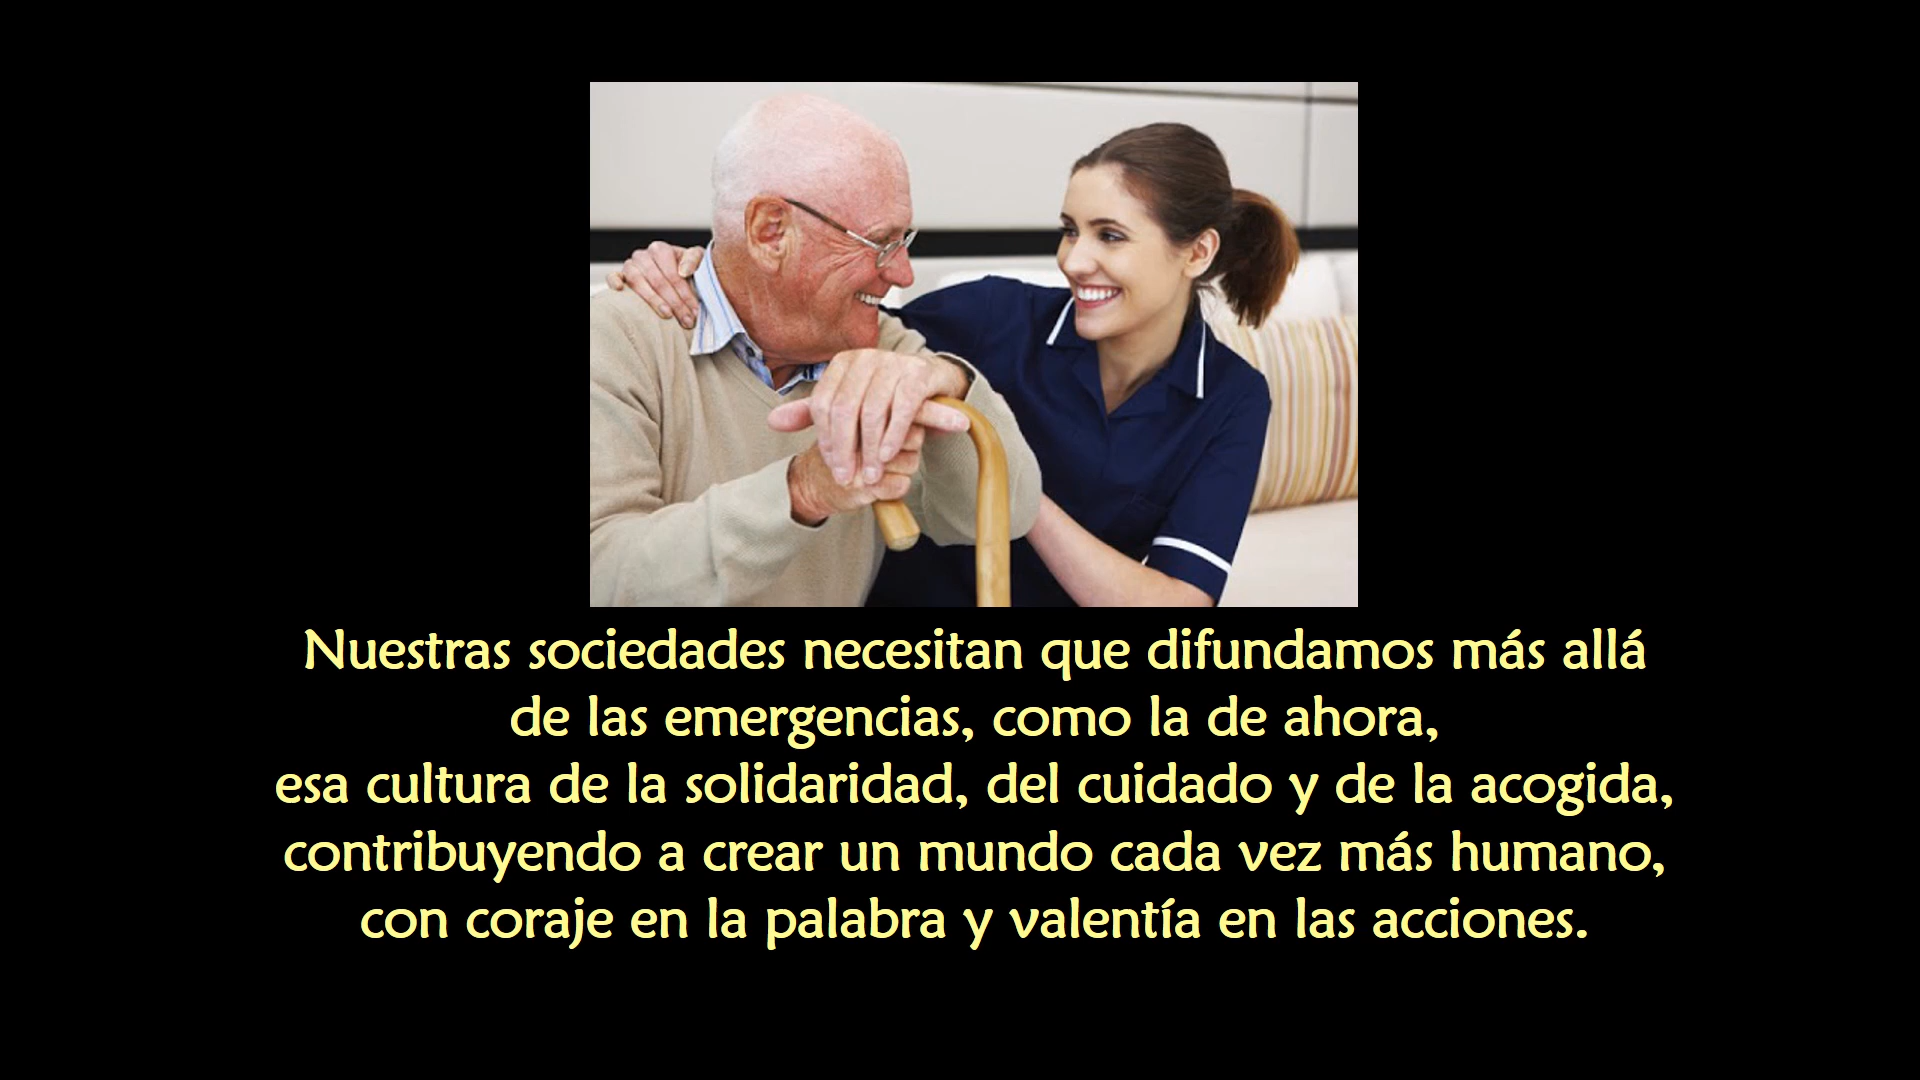 Nuestras sociedades necesitan que difundamos más allá
de las emergencias, como la de ahora,
esa cultura de la solidaridad, del cuidado y de la acogida,
contribuyendo a crear un mundo cada vez más humano,
con coraje en la palabra y valentía en las acciones.